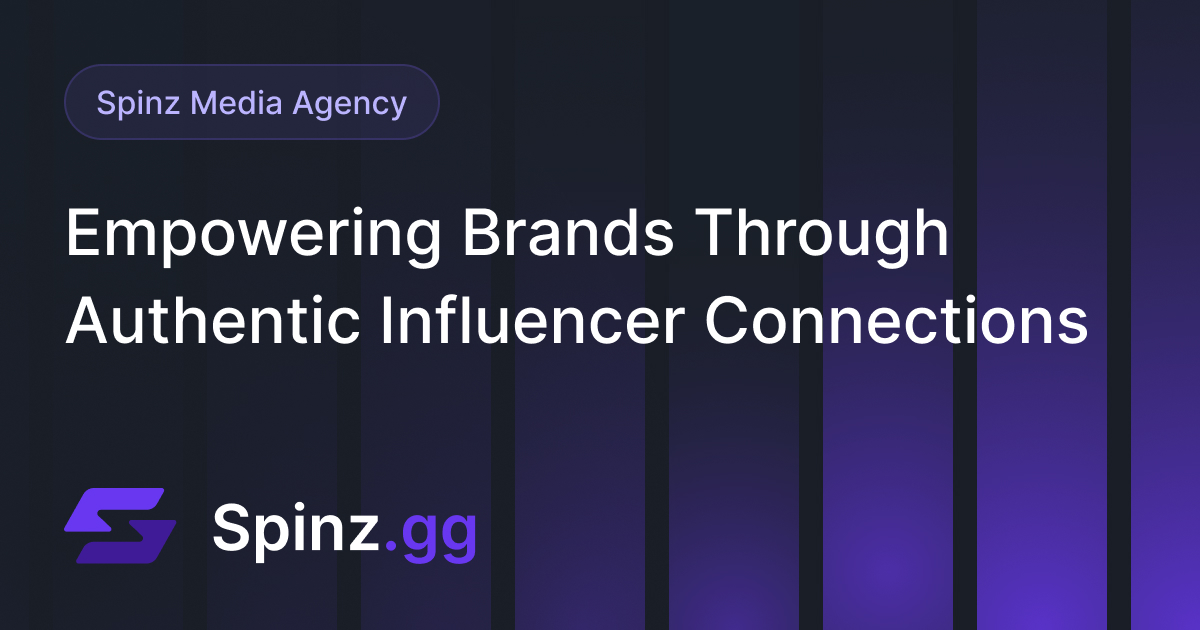 Spinz Media Agency
Empowering Brands Through
Authentic Influencer Connections
Spinz.gg